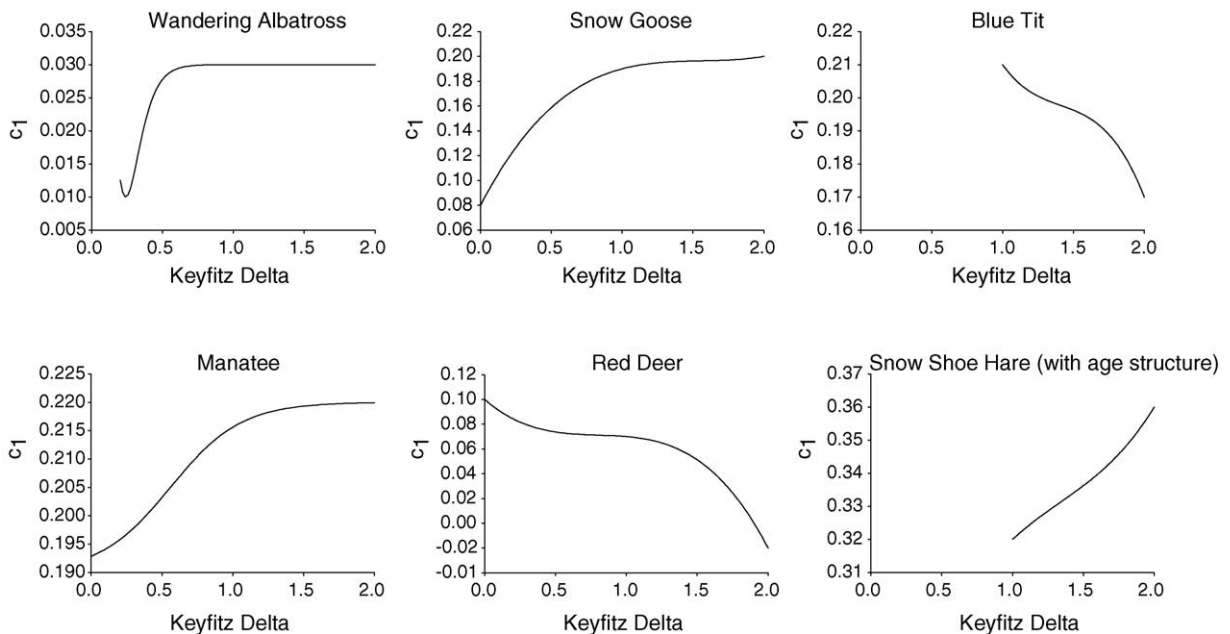 Wandering Albatross
0.035
0.030
0.025
0.020
0.015
0.010
0.005
c1
0.0 0.5 1.0 1.5 2.0
Keyfitz Delta
Snow Goose
0.22
0.20
0.18
0.16
0.14
0.12
0.10
0.08
0.06
c1
0.0 0.5 1.0 1.5 2.0
Keyfitz Delta
Blue Tit
0.22
0.21
0.20
0.19
0.18
0.17
0.16
c1
0.0 0.5 1.0 1.5 2.0
Keyfitz Delta
Manatee
0.225
0.220
0.215
0.210
0.205
0.200
0.195
0.190
c1
0.0 0.5 1.0 1.5 2.0
Keyfitz Delta
Red Deer
0.12
0.10
0.08
0.06
0.04
0.02
0.00
-0.02
-0.01
c1
0.0 0.5 1.0 1.5 2.0
Keyfitz Delta
Snow Shoe Hare (with age structure)
0.37
0.36
0.35
0.34
0.33
0.32
0.31
c1
0.0 0.5 1.0 1.5 2.0
Keyfitz Delta